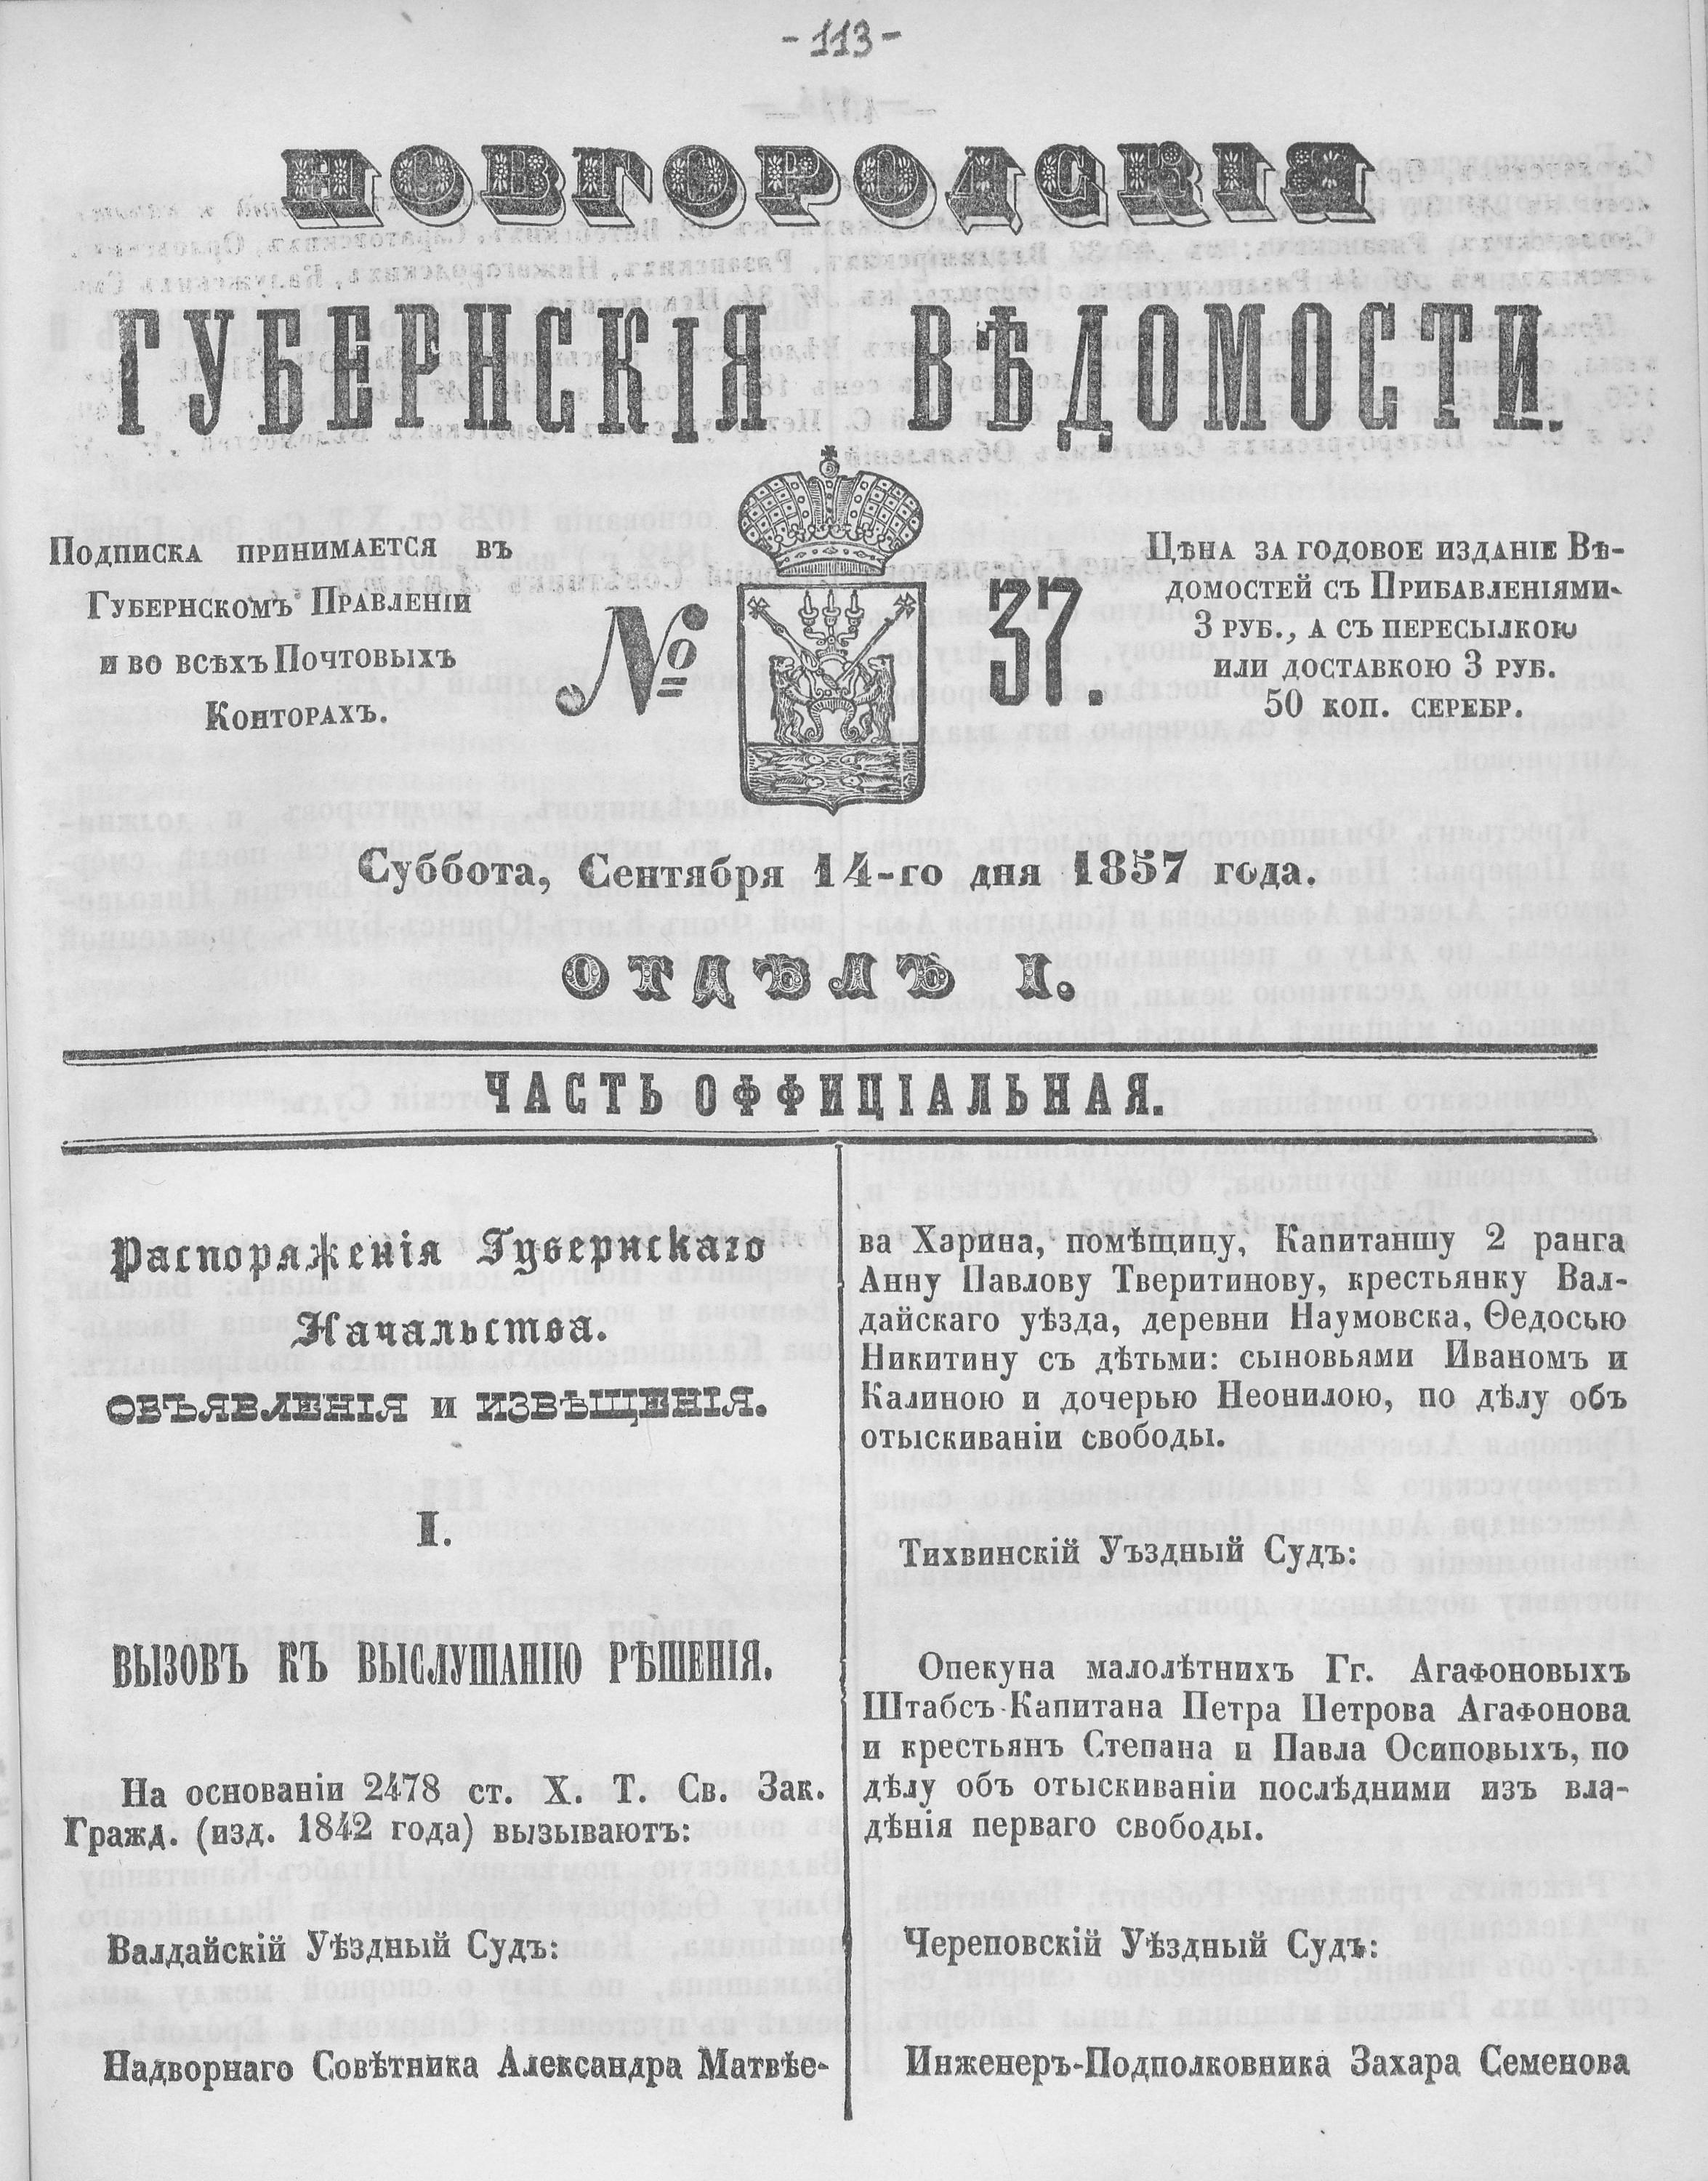 - 113 -
НОВГОРОДСКІЯ
ГУБЕРНСКІЯ ВѢДОМОСТИ.
Подписка принимается въ
Губернскомъ Правленіи
и во всѣхъ Почтовыхъ
Конторахъ.
№ 37.
Цѣна за годовое изданіе Вѣ-
домостей съ Прибавленіями-
3 руб., а съ пересылкою
или доставкою 3 руб.
50 коп. серебр.
Суббота, Сентября 14-го дня 1857 года.
ОТДѢЛЪ I.
ЧАСТЬ ОФФИЦІАЛЬНАЯ.
Распоряженія Губернскаго
Начальства.
ОБЪЯВЛЕНІЯ и ИЗВѢЩЕНІЯ.
I.
ВЫЗОВЪ КЪ ВЫСЛУШАНІЮ РѢШЕНІЯ.
На основаніи 2478 ст. X. Т. Св. Зак.
Гражд. (изд. 1842 года) вызываютъ:
Валдайскій Уѣздный Судъ:
Надворнаго Совѣтника Александра Матвѣе-
ва Харина, помѣщицу, Капитаншу 2 ранга
Анну Павлову Тверитинову, крестьянку Вал-
дайскаго уѣзда, деревни Наумовска, Ѳедосью
Никитину съ дѣтьми: сыновьями Иваномъ и
Калиною и дочерью Неонилою, по дѣлу объ
отыскиваніи свободы.
Тихвинскій Уъздный Судъ:
Опекуна малолѣтнихъ Гг. Агафоновыхъ
Штабсъ-Капитана Петра Петрова Агафонова
и крестьянъ Степана и Павла Осиповыхъ, по
дѣлу объ отыскиваніи послѣдними изъ вла-
дѣнія перваго свободы.
Череповскій Уѣздный Судъ:
Инженеръ-Подполковника Захара Семенова